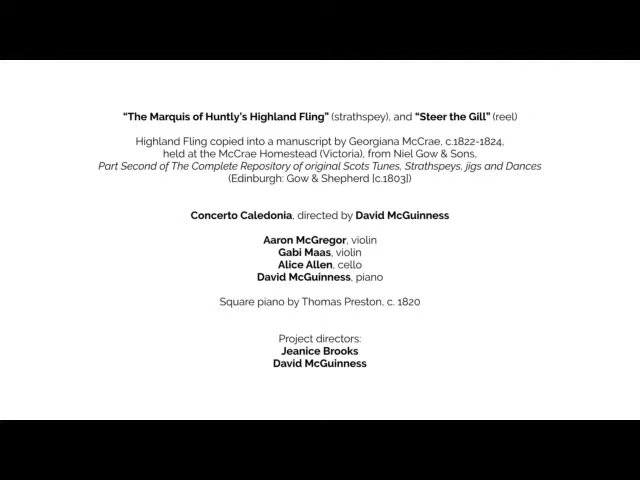 “The Marquis of Huntly’s Highland Fling” (strathspey), and “Steer the Gill” (reel)
Highland Fling copied into a manuscript by Georgiana McCrae, c.1822-1824,
held at the McCrae Homestead (Victoria), from Niel Gow & Sons,
Part Second of The Complete Repository of original Scots Tunes, Strathspeys, jigs and Dances
(Edinburgh: Gow & Shepherd [c.1803])
Concerto Caledonia, directed by David McGuinness
Aaron McGregor, violin
Gabi Maas, violin
Alice Allen, cello
David McGuinness, piano
Square piano by Thomas Preston, c. 1820
Project directors:
Jeanice Brooks
David McGuinness